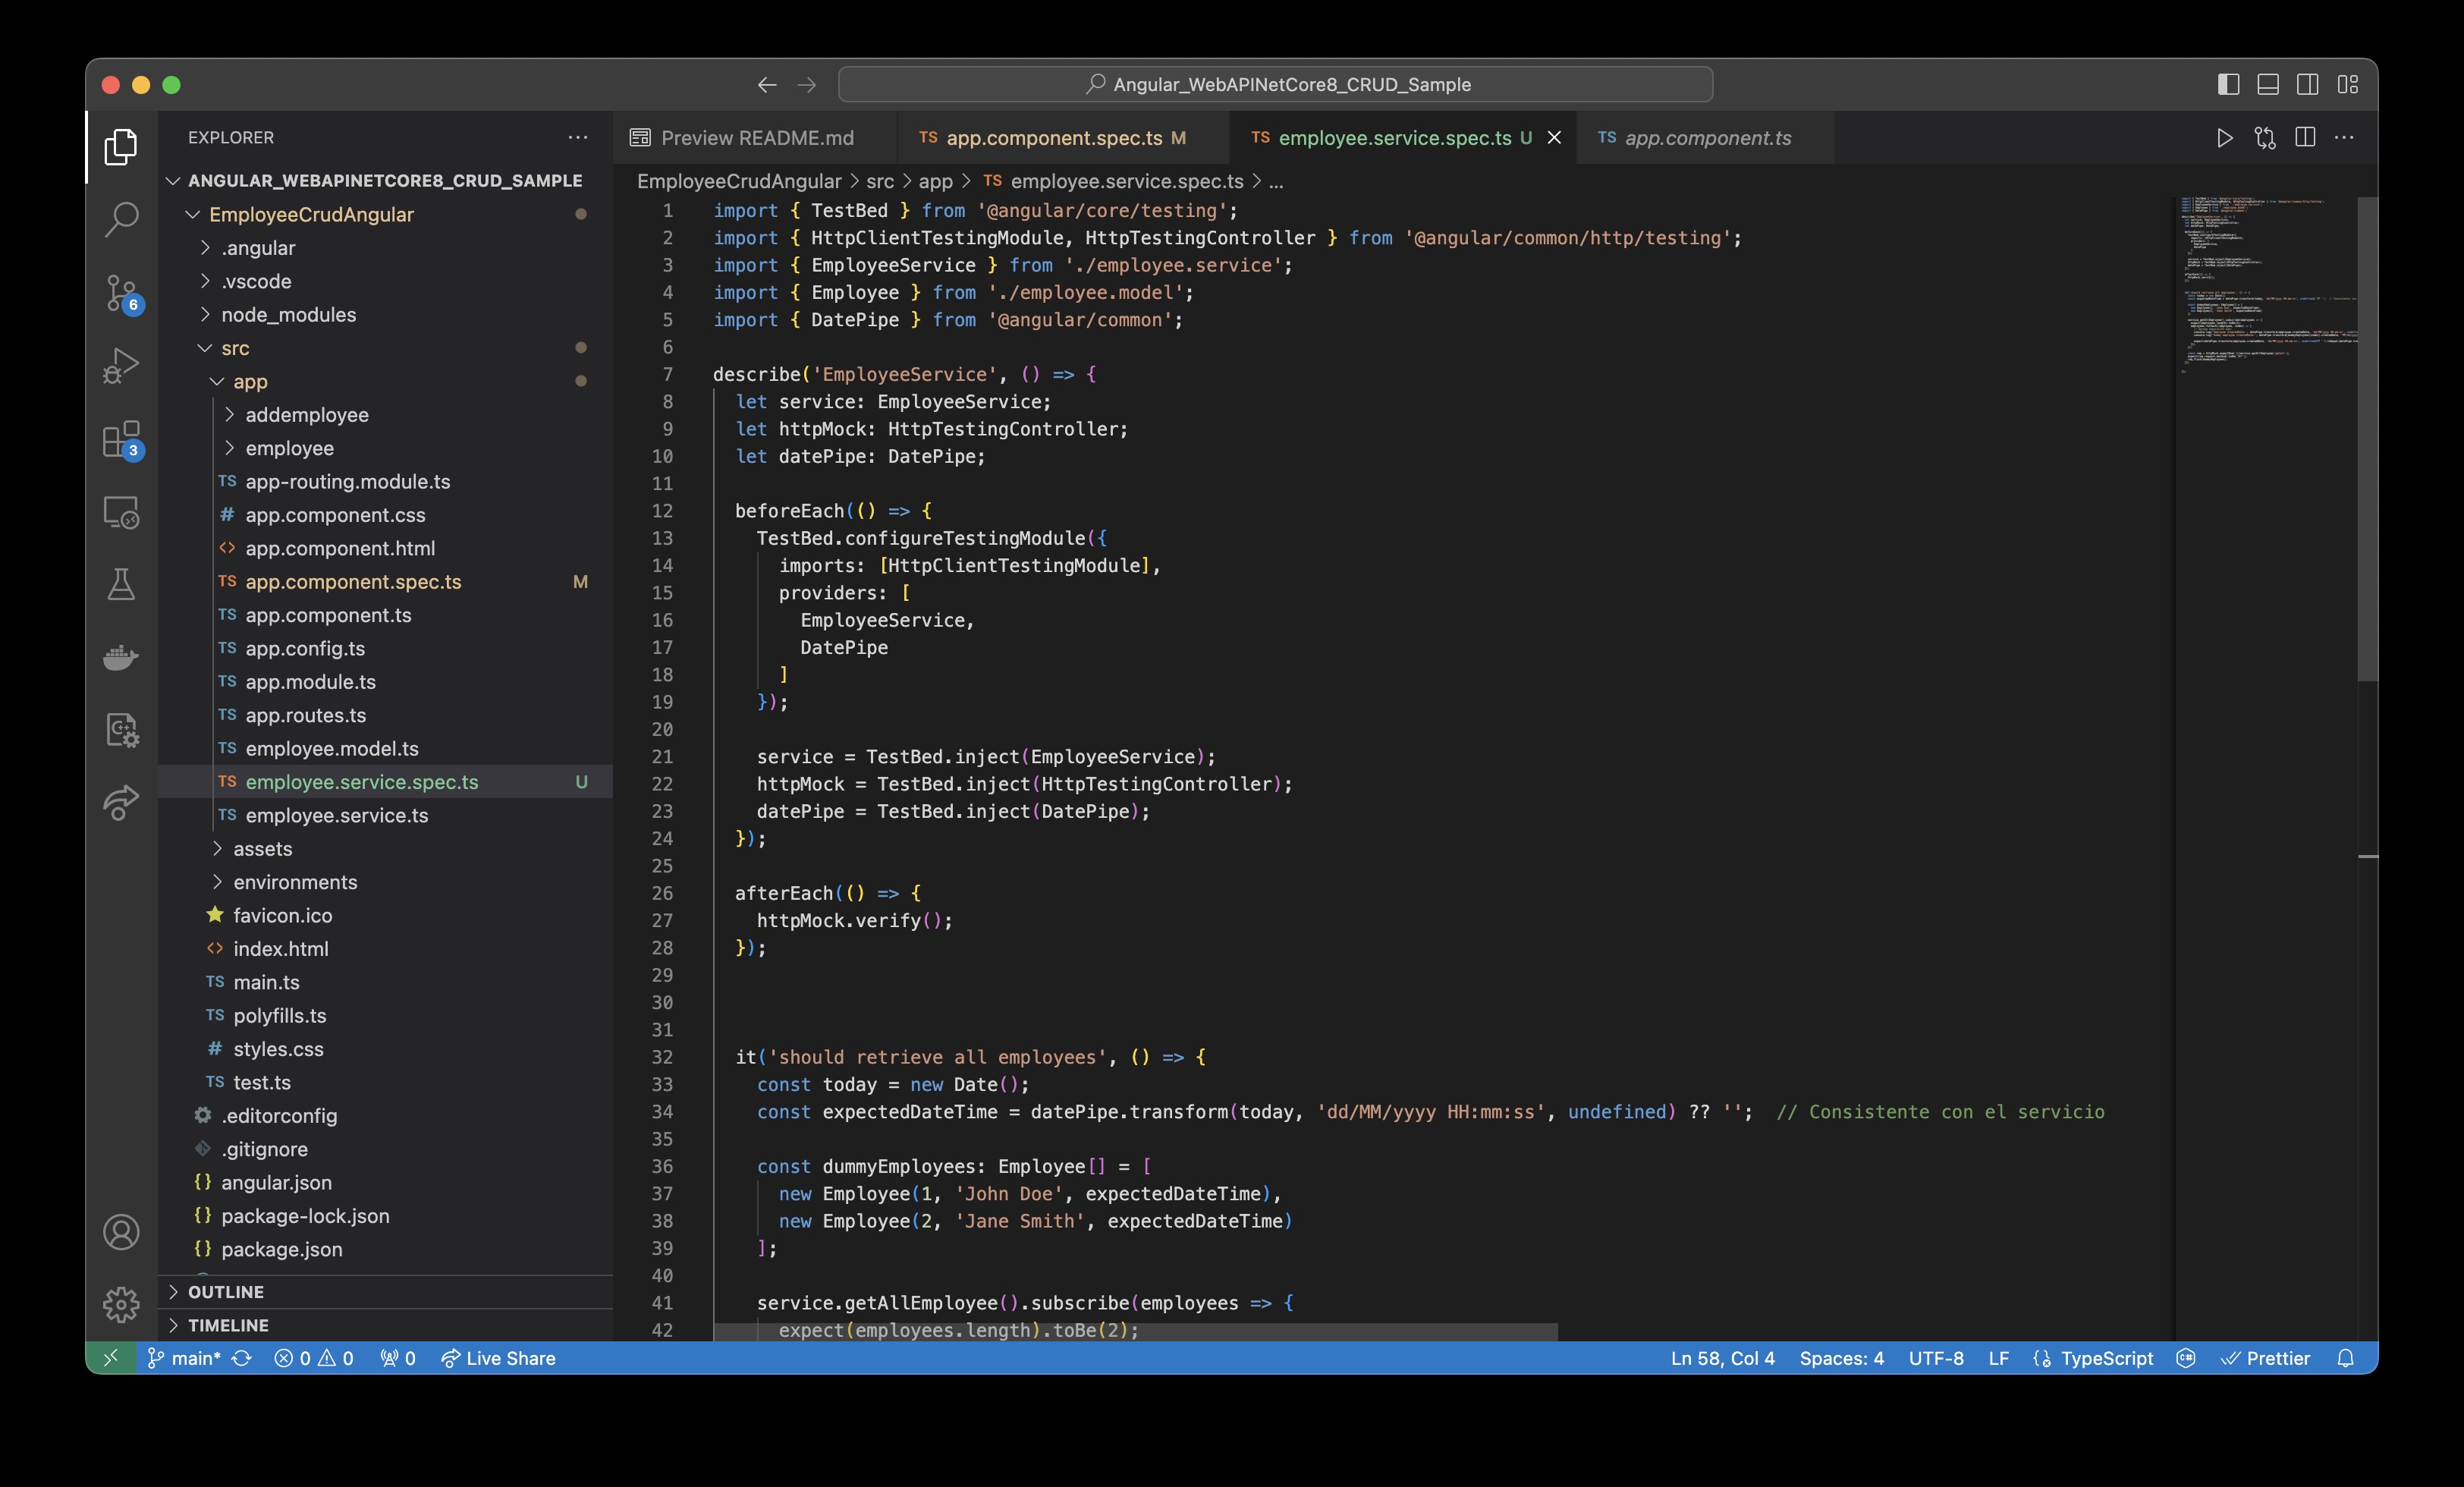 Angular_WebAPINetCore8_CRUD_Sample
EXPLORER
ANGULAR_WEBAPINETCORE8_CRUD_SAMPLE
EmployeeCrudAngular
.angular
.vscode
node_modules
src
app
addemployee
employee
TS app-routing.module.ts
# app.component.css
<> app.component.html
TS app.component.spec.ts M
TS app.component.ts
TS app.config.ts
TS app.module.ts
TS app.routes.ts
TS employee.model.ts
TS employee.service.spec.ts U
TS employee.service.ts
assets
environments
favicon.ico
<> index.html
TS main.ts
TS polyfills.ts
# styles.css
TS test.ts
.editorconfig
.gitignore
{} angular.json
{} package-lock.json
{} package.json
OUTLINE
TIMELINE
6
3
Preview README.md
TS app.component.spec.ts M
TS employee.service.spec.ts U
TS app.component.ts
EmployeeCrudAngular > src > app > TS employee.service.spec.ts > ...
1 import { TestBed } from '@angular/core/testing';
2 import { HttpClientTestingModule, HttpTestingController } from '@angular/common/http/testing';
3 import { EmployeeService } from './employee.service';
4 import { Employee } from './employee.model';
5 import { DatePipe } from '@angular/common';
6
7 describe('EmployeeService', () => {
8 let service: EmployeeService;
9 let httpMock: HttpTestingController;
10 let datePipe: DatePipe;
11
12 beforeEach(() => {
13 TestBed.configureTestingModule({
14 imports: [HttpClientTestingModule],
15 providers: [
16 EmployeeService,
17 DatePipe
18 ]
19 });
20
21 service = TestBed.inject(EmployeeService);
22 httpMock = TestBed.inject(HttpTestingController);
23 datePipe = TestBed.inject(DatePipe);
24 });
25
26 afterEach(() => {
27 httpMock.verify();
28 });
29
30
31
32 it('should retrieve all employees', () => {
33 const today = new Date();
34 const expectedDateTime = datePipe.transform(today, 'dd/MM/yyyy HH:mm:ss', undefined) ?? ''; // Consistente con el servicio
35
36 const dummyEmployees: Employee[] = [
37 new Employee(1, 'John Doe', expectedDateTime),
38 new Employee(2, 'Jane Smith', expectedDateTime)
39 ];
40
41 service.getAllEmployee().subscribe(employees => {
42 expect(employees.length).toBe(2);
main* 0 0 0 Live Share
Ln 58, Col 4 Spaces: 4 UTF-8 LF TypeScript Prettier